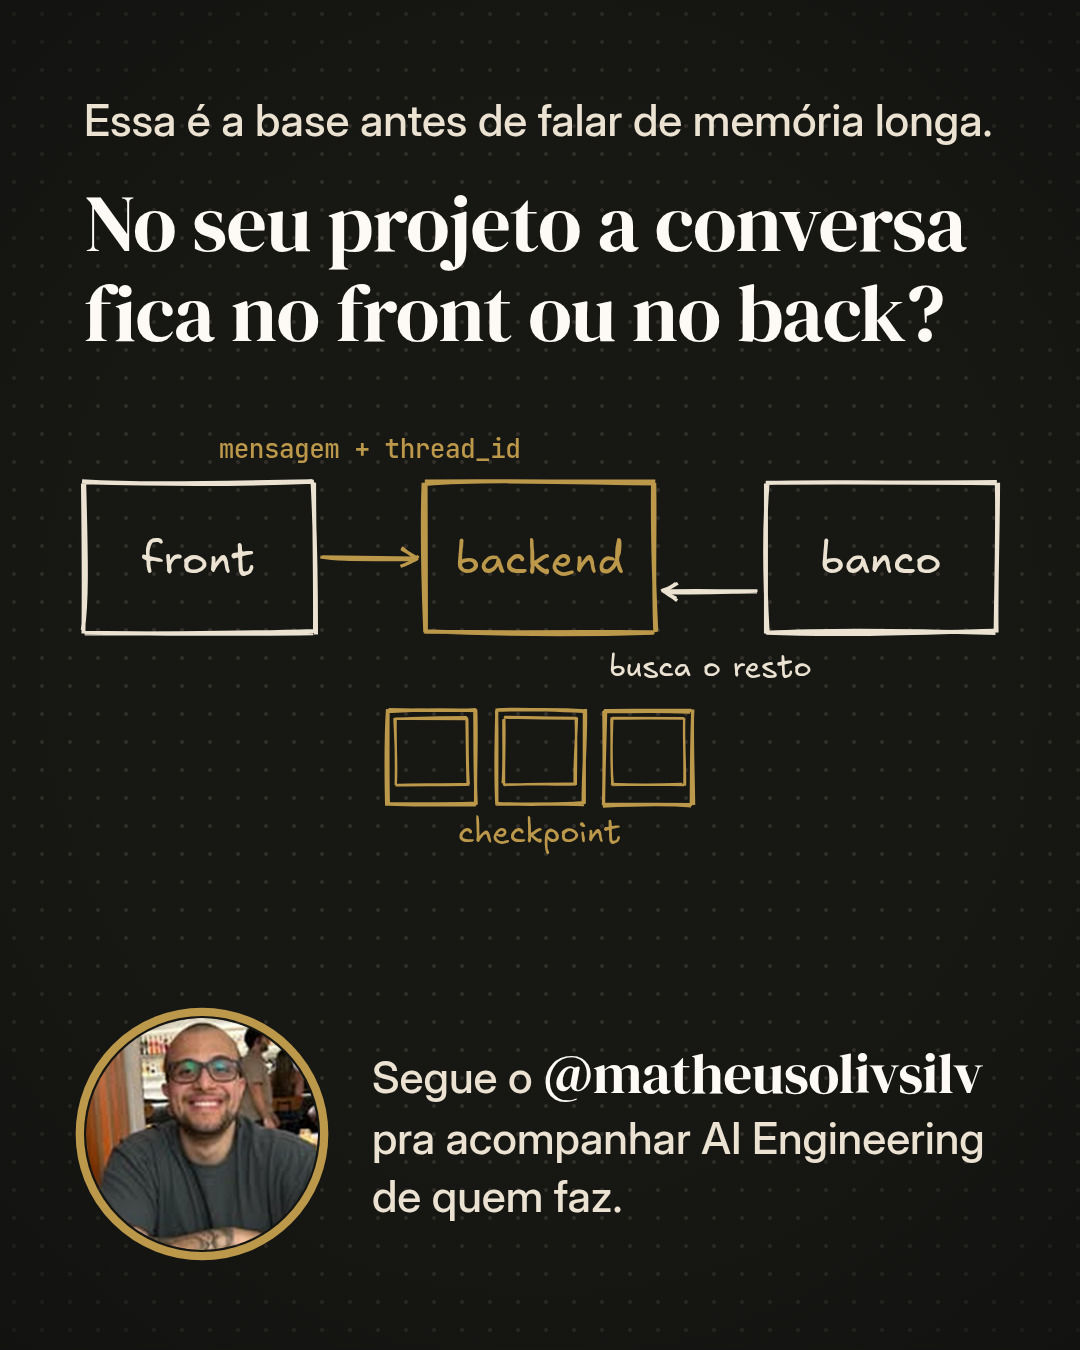 Essa é a base antes de falar de memória longa.
No seu projeto a conversa
fica no front ou no back?
mensagem + thread_id
front
backend
banco
busca o resto
checkpoint
Segue o @matheusolivsilv
pra acompanhar AI Engineering
de quem faz.